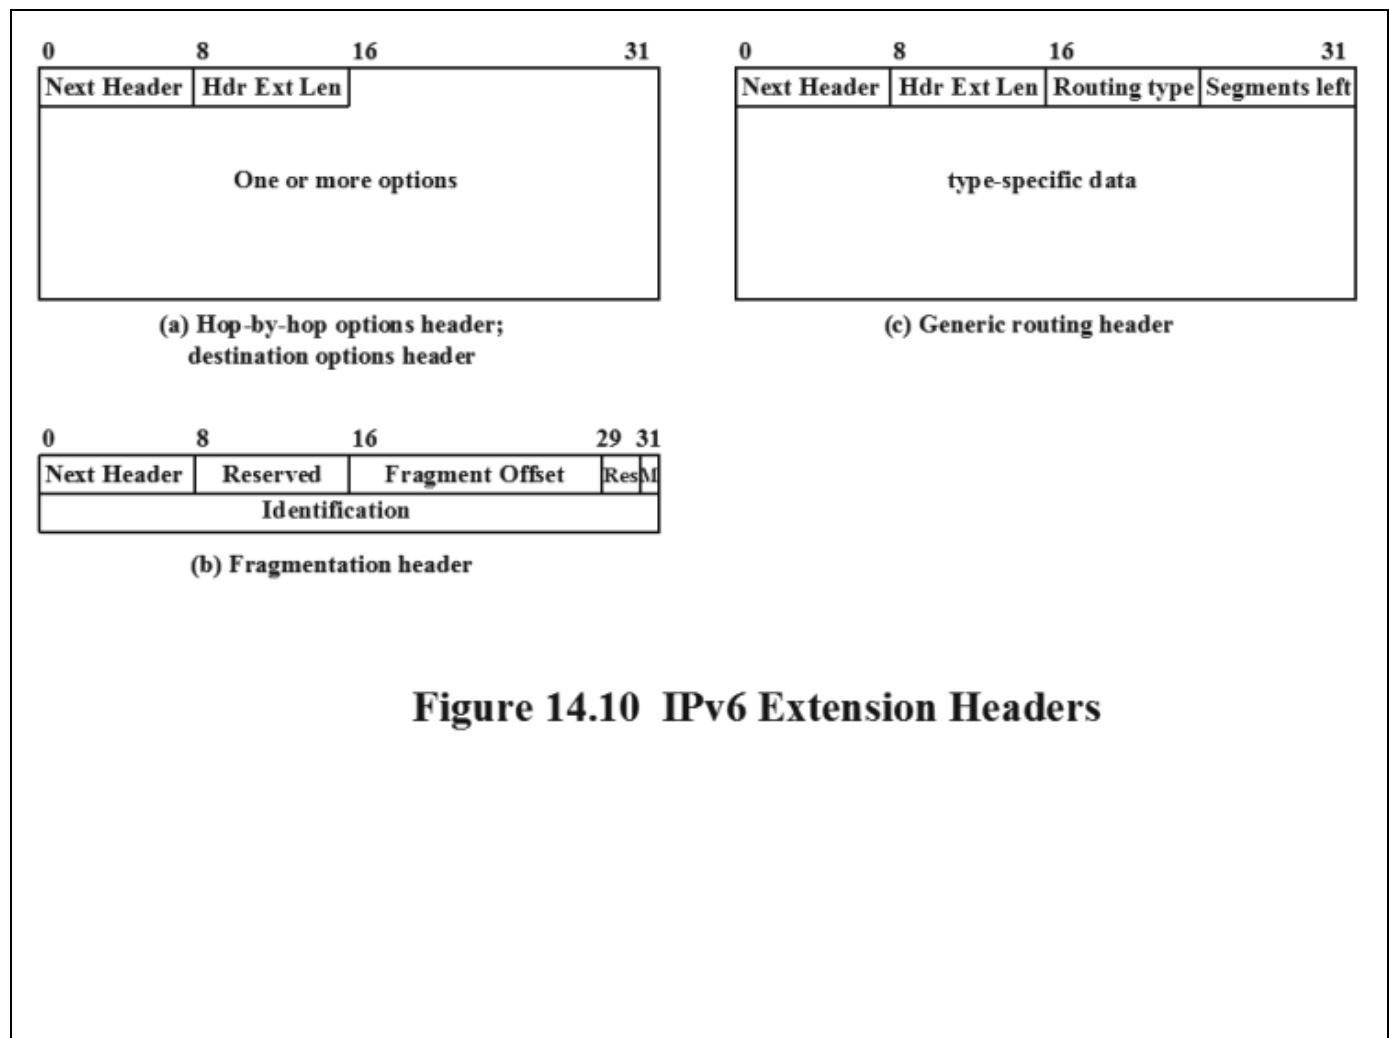 0 8 16 31
Next Header Hdr Ext Len
One or more options
(a) Hop-by-hop options header;
destination options header
0 8 16 31
Next Header Hdr Ext Len Routing type Segments left
type-specific data
(c) Generic routing header
0 8 16 29 31
Next Header Reserved Fragment Offset Res M
Identification
(b) Fragmentation header
Figure 14.10 IPv6 Extension Headers